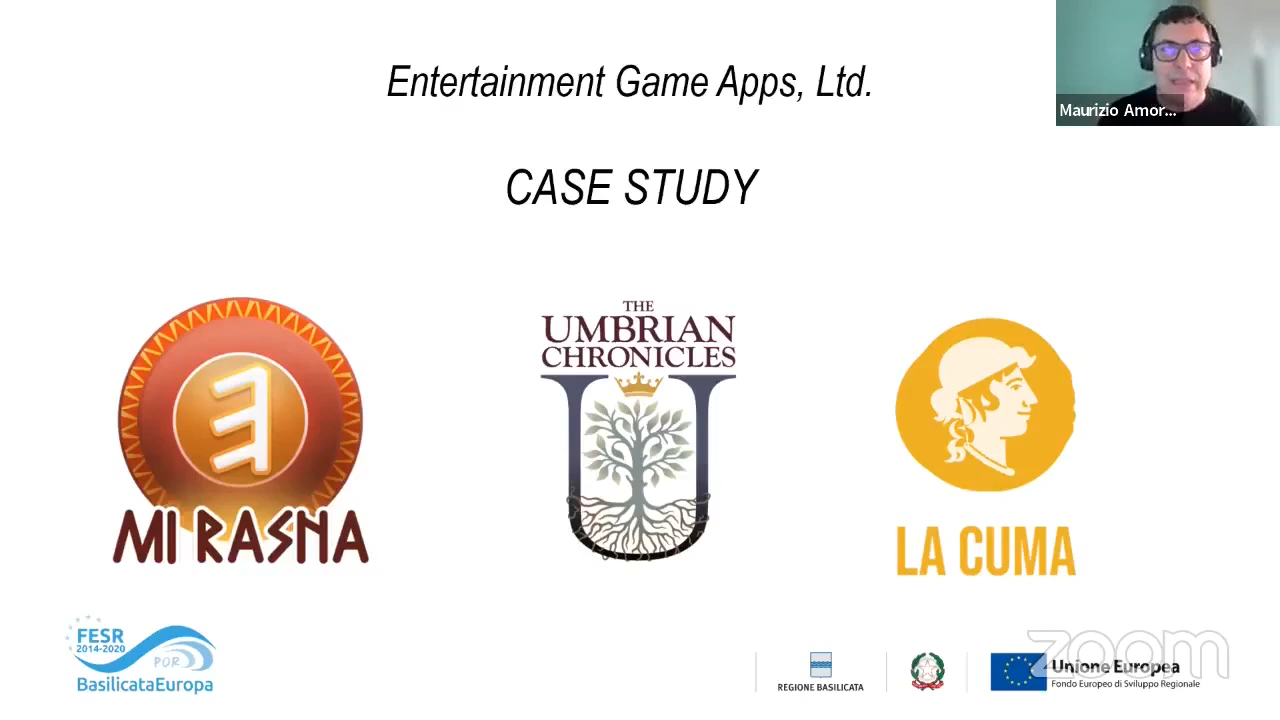 Entertainment Game Apps, Ltd.
Maurizio Amor...
CASE STUDY
MI RASNA
THE
UMBRIAN
CHRONICLES
LA CUMA
FESR
2014-2020
POR
BasilicataEuropa
REGIONE BASILICATA
Unione Europea
Fondo Europeo di Sviluppo Regionale
zoom